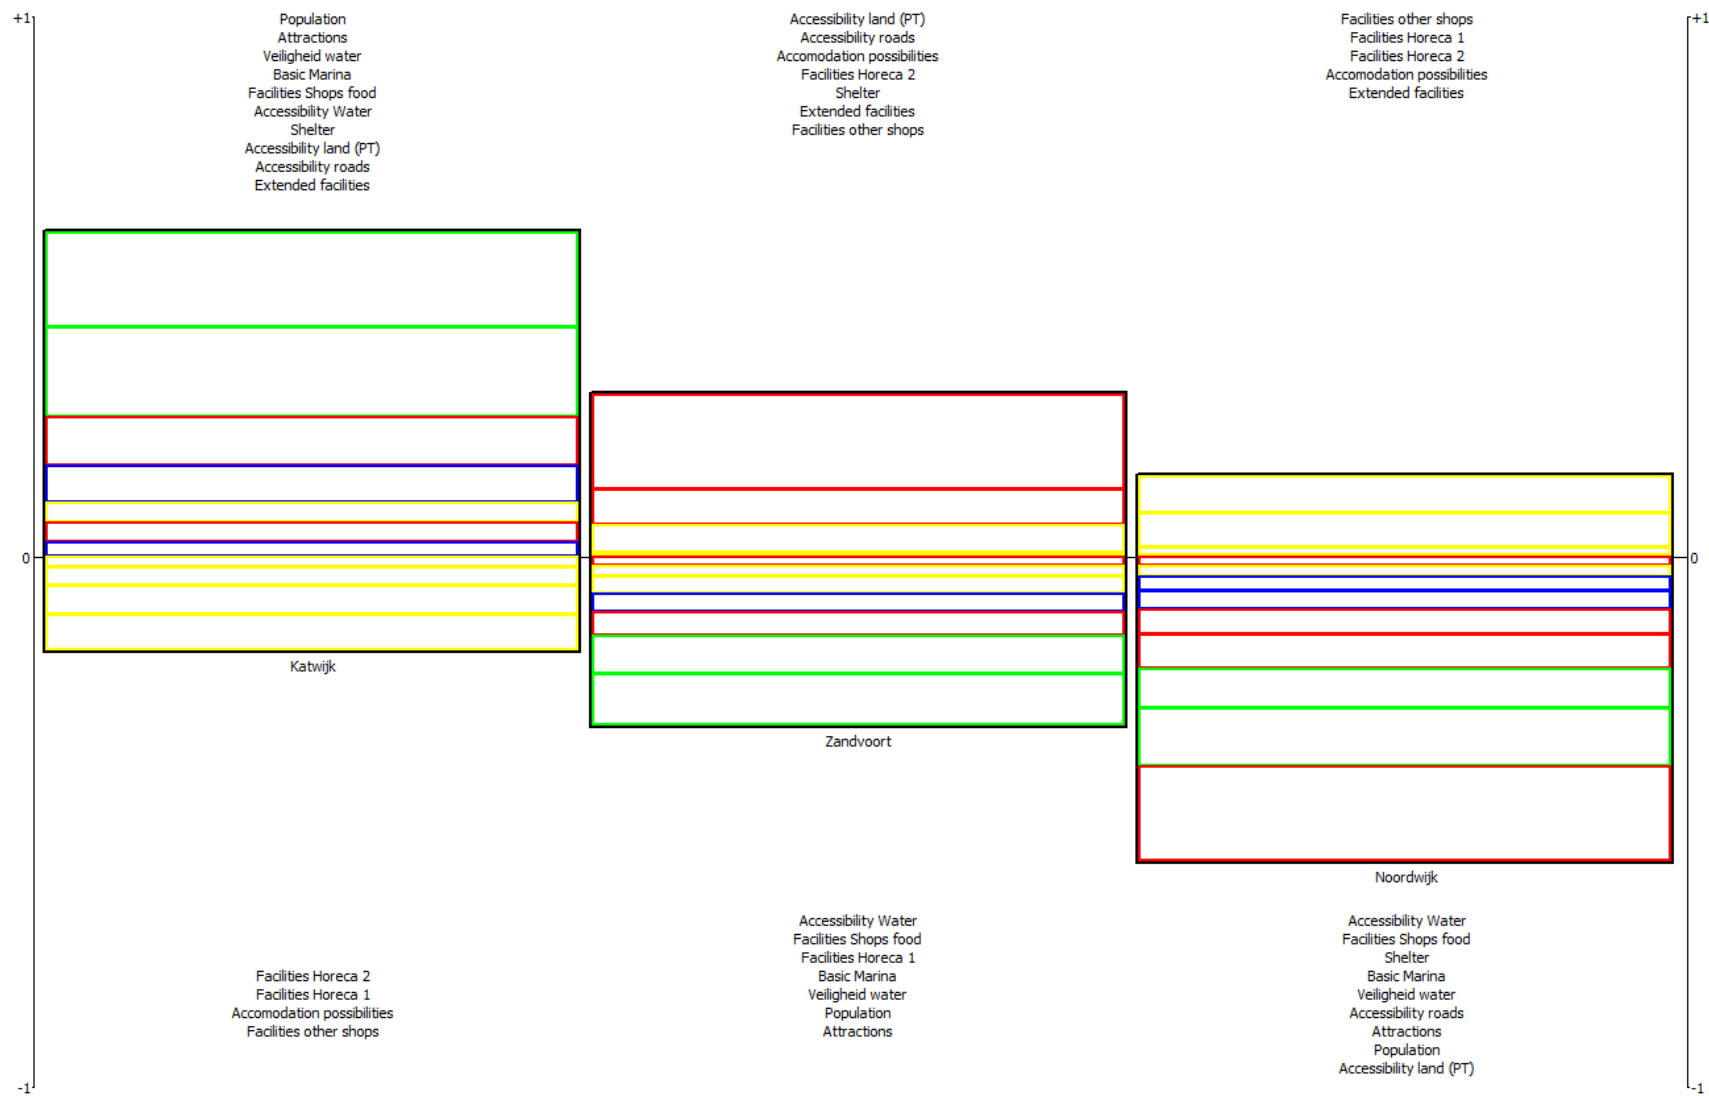 +1
Population
Attractions
Veiligheid water
Basic Marina
Facilities Shops food
Accessibility Water
Shelter
Accessibility land (PT)
Accessibility roads
Extended facilities
Accessibility land (PT)
Accessibility roads
Accomodation possibilities
Facilities Horeca 2
Shelter
Extended facilities
Facilities other shops
Facilities other shops
Facilities Horeca 1
Facilities Horeca 2
Accomodation possibilities
Extended facilities
+1
0
0
Katwijk
Zandvoort
Noordwijk
Facilities Horeca 2
Facilities Horeca 1
Accomodation possibilities
Facilities other shops
Accessibility Water
Facilities Shops food
Facilities Horeca 1
Basic Marina
Veiligheid water
Population
Attractions
Accessibility Water
Facilities Shops food
Shelter
Basic Marina
Veiligheid water
Accessibility roads
Attractions
Population
Accessibility land (PT)
-1
-1